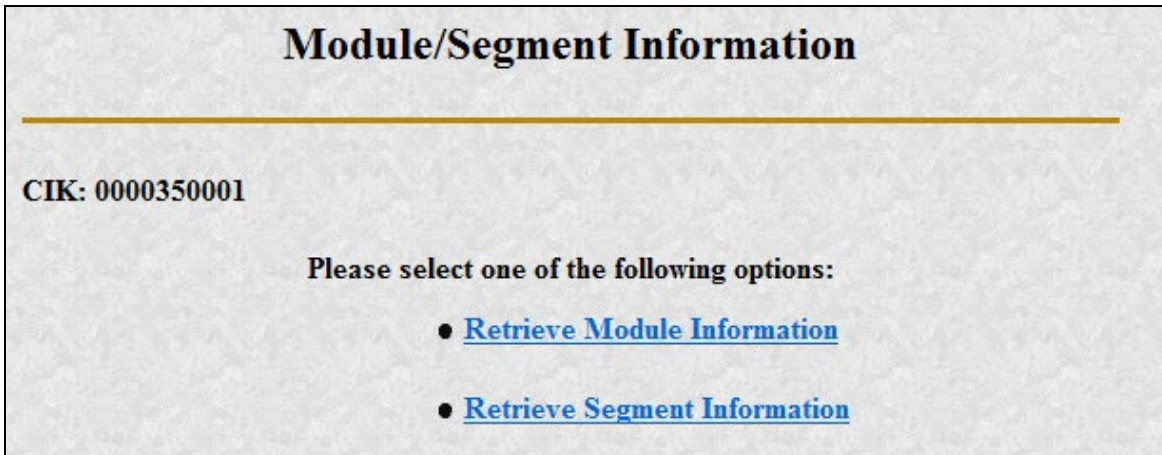 Module/Segment Information
CIK: 0000350001
Please select one of the following options:
● Retrieve Module Information
● Retrieve Segment Information